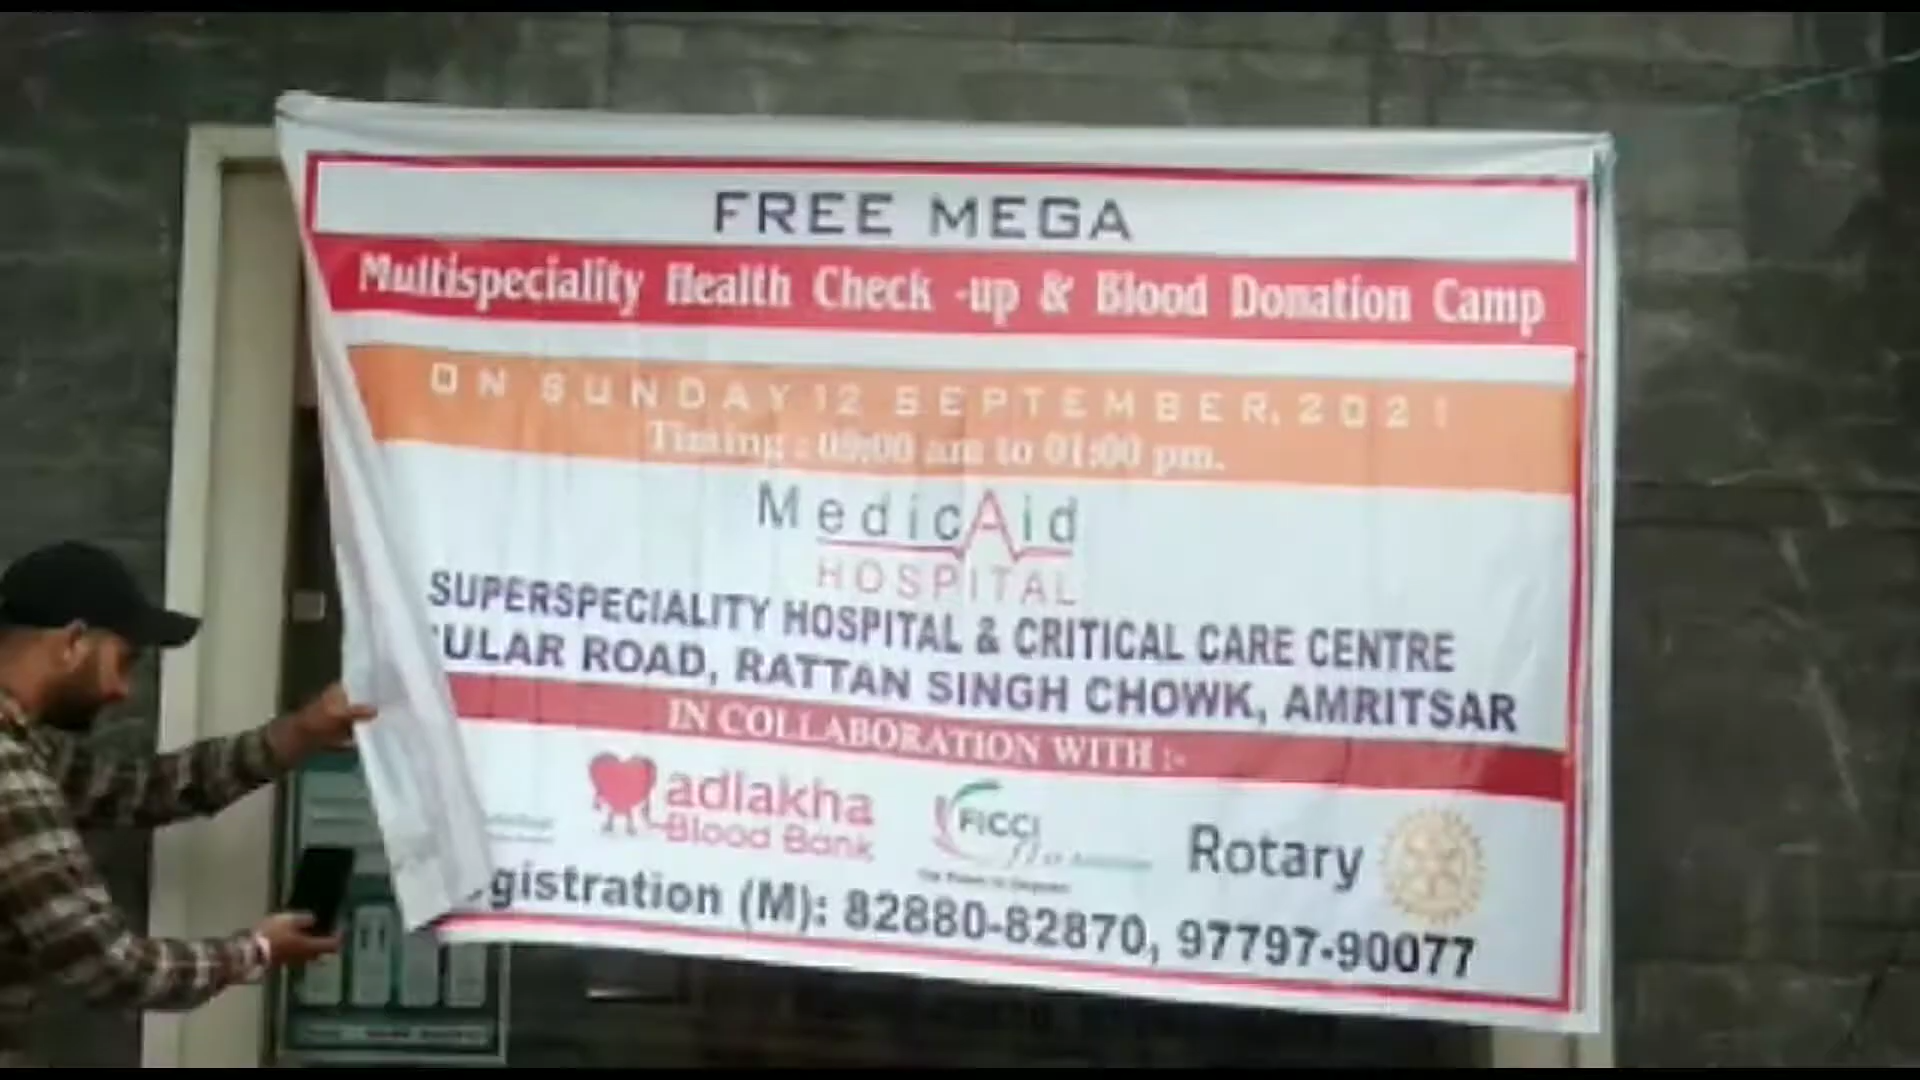 FREE MEGA
Multispeciality Health Check -up & Blood Donation Camp
ON SUNDAY 12 SEPTEMBER, 2021
Timing : 09:00 am to 01:00 pm.
MedicAid
HOSPITAL
SUPERSPECIALITY HOSPITAL & CRITICAL CARE CENTRE
ULAR ROAD, RATTAN SINGH CHOWK, AMRITSAR
IN COLLABORATION WITH :-
adlakha
Blood Bank
FICCI
Rotary
gistration (M): 82880-82870, 97797-90077